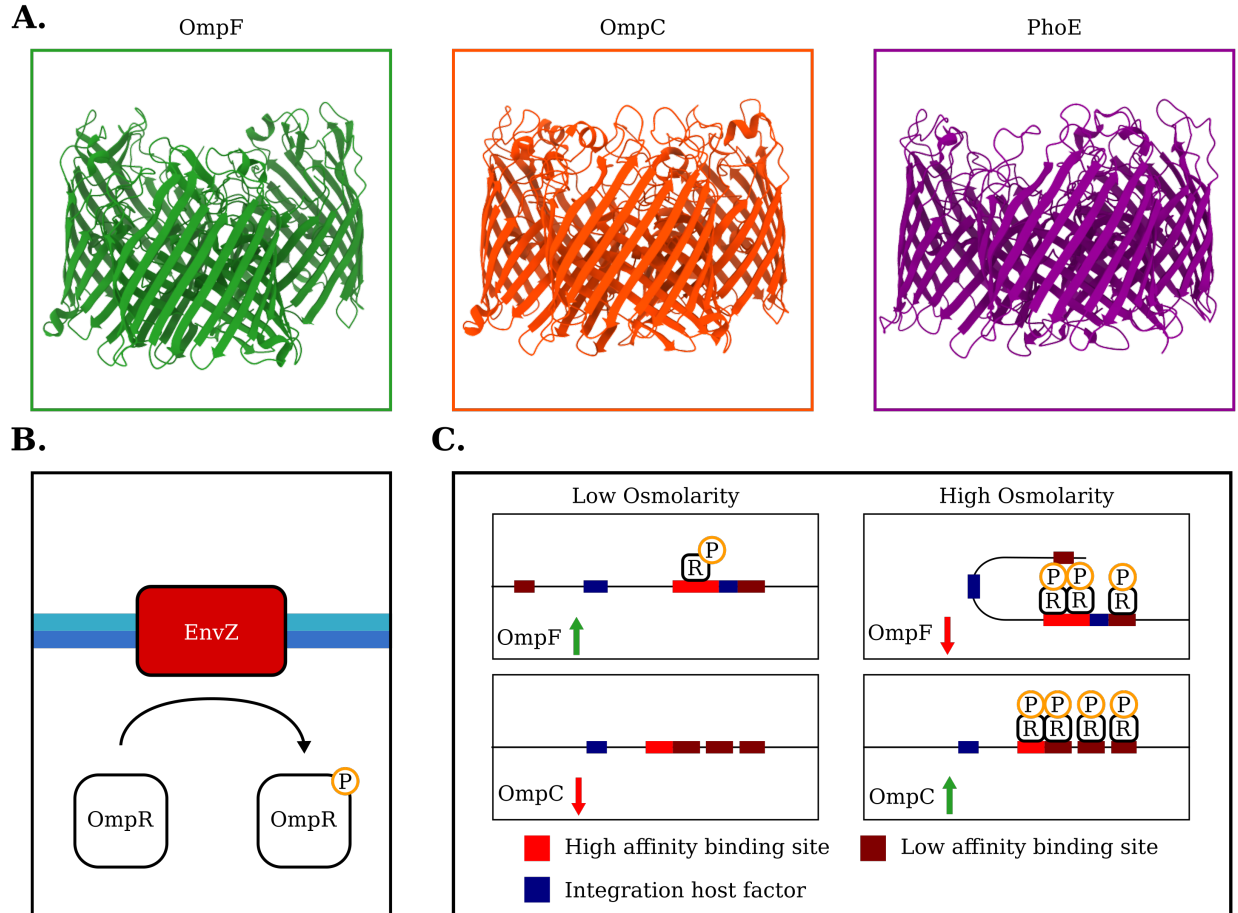 A.
OmpF
OmpC
PhoE
B.
C.
EnvZ
OmpR
OmpR
P
Low Osmolarity
High Osmolarity
P
R
OmpF
P P P
R R R
OmpF
OmpC
P P P P
R R R R
OmpC
High affinity binding site
Low affinity binding site
Integration host factor